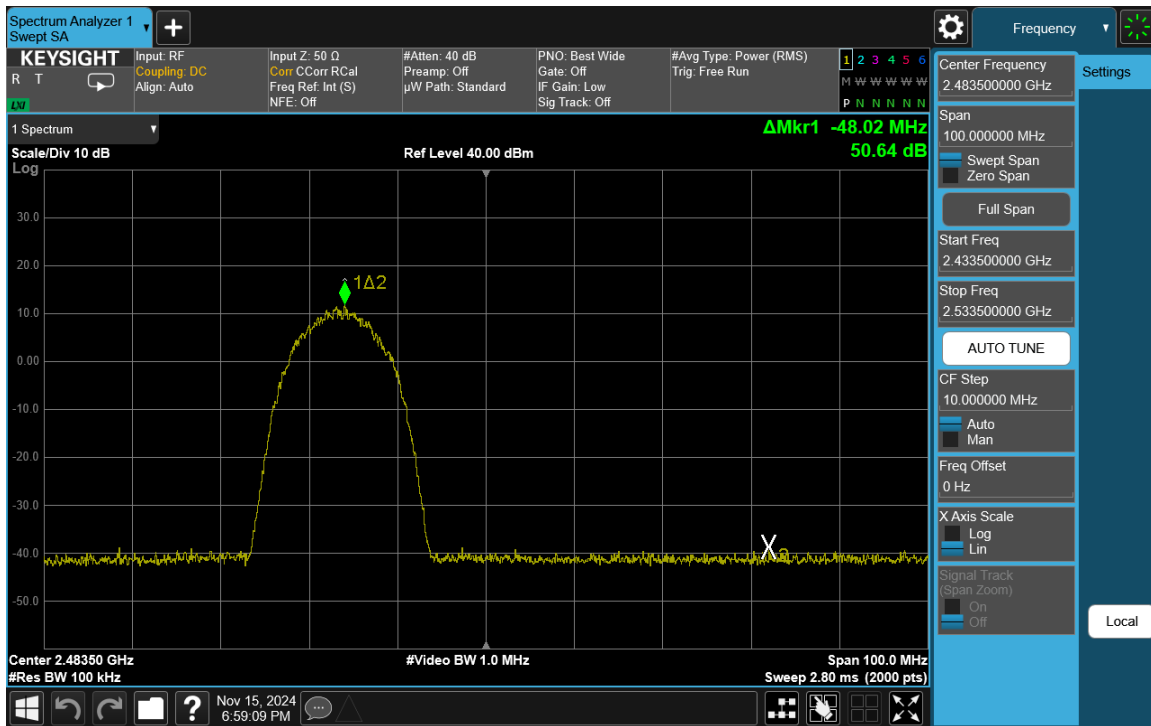 Spectrum Analyzer 1
Swept SA
Frequency
KEYSIGHT
R T
LXI
Input: RF
Coupling: DC
Align: Auto
Input Z: 50 Ω
Corr CCorr RCal
Freq Ref: Int (S)
NFE: Off
#Atten: 40 dB
Preamp: Off
µW Path: Standard
PNO: Best Wide
Gate: Off
IF Gain: Low
Sig Track: Off
#Avg Type: Power (RMS)
Trig: Free Run
1 2 3 4 5 6
M W W W W W
P N N N N N
1 Spectrum
Scale/Div 10 dB
Log
Ref Level 40.00 dBm
ΔMkr1 -48.02 MHz
50.64 dB
30.0
20.0
10.0
0.00
-10.0
-20.0
-30.0
-40.0
-50.0
1Δ2
X2
Center 2.48350 GHz
#Res BW 100 kHz
#Video BW 1.0 MHz
Span 100.0 MHz
Sweep 2.80 ms (2000 pts)
Center Frequency
2.483500000 GHz
Span
100.000000 MHz
Swept Span
Zero Span
Full Span
Start Freq
2.433500000 GHz
Stop Freq
2.533500000 GHz
AUTO TUNE
CF Step
10.000000 MHz
Auto
Man
Freq Offset
0 Hz
X Axis Scale
Log
Lin
Signal Track
(Span Zoom)
On
Off
Settings
Local
?
Nov 15, 2024
6:59:09 PM